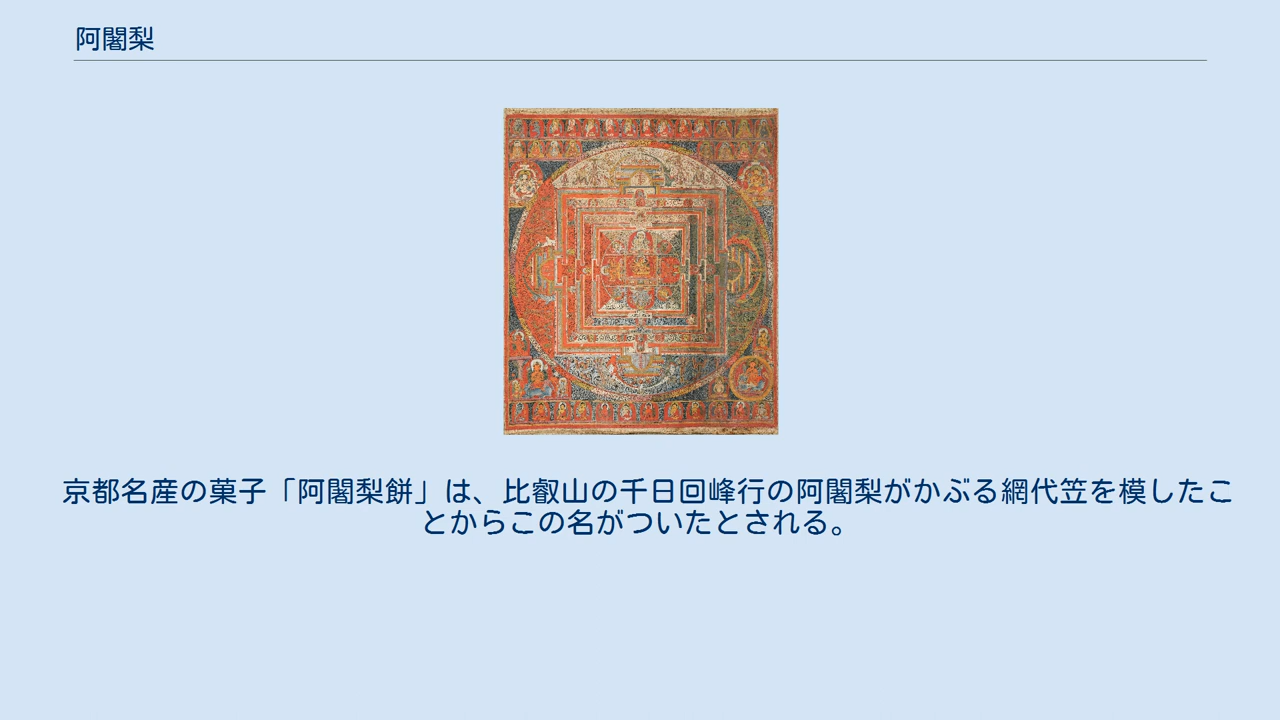 阿闍梨
京都名産の菓子「阿闍梨餅」は、比叡山の千日回峰行の阿闍梨がかぶる網代笠を模したこ
とからこの名がついたとされる。